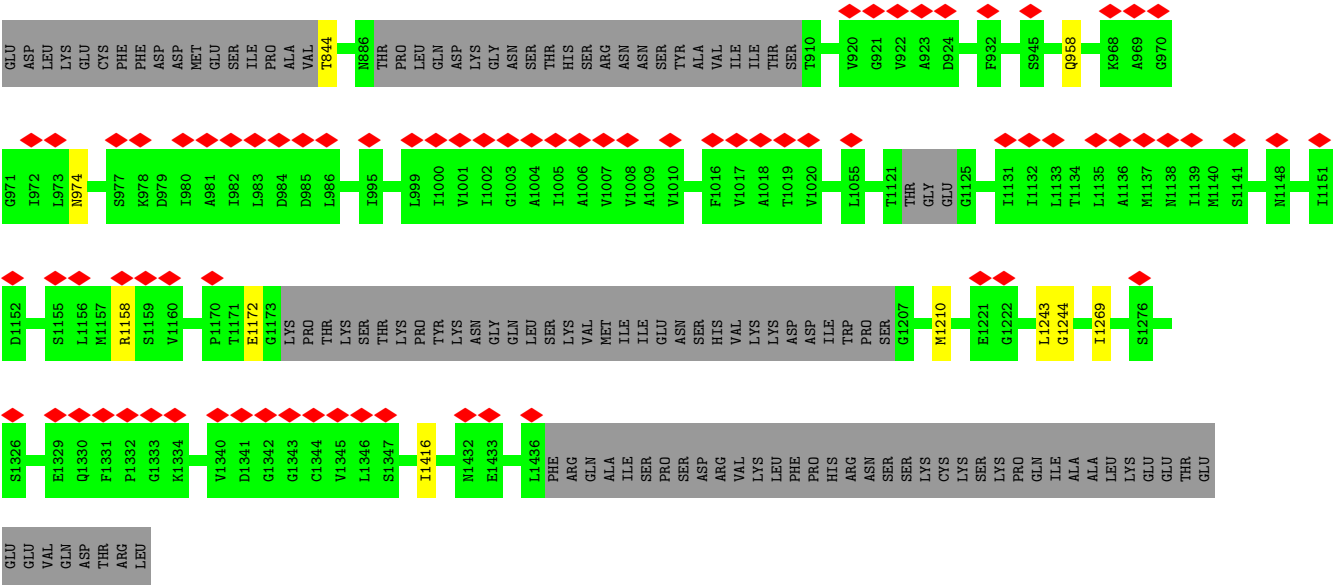 GLU ASP LEU LYS GLU CYS PHE PHE ASP ASP MET GLU SER ILE PRO ALA VAL T844 N886 THR PRO LEU GLN ASP LYS GLY ASN SER THR HIS SER ARG ASN ASN SER TYR ALA VAL ILE ILE THR SER T910 V920 G921 V922 A923 D924 F932 S945 Q958 K968 A969 G970
G971 I972 L973 N974 S977 K978 D979 I980 A981 I982 L983 D984 D985 L986 I995 L999 I1000 V1001 I1002 G1003 A1004 I1005 A1006 V1007 V1008 A1009 V1010 F1016 V1017 A1018 T1019 V1020 L1055 T1121 THR GLY GLU G1125 I1131 I1132 L1133 T1134 L1135 A1136 M1137 N1138 I1139 M1140 S1141 N1148 I1151
D1152 S1155 L1156 M1157 R1158 S1159 V1160 P1170 T1171 E1172 G1173 LYS PRO THR LYS SER THR LYS PRO TYR LYS ASN GLY GLN LEU SER LYS VAL MET ILE ILE GLU ASN SER HIS VAL LYS LYS ASP ASP ILE TRP PRO SER G1207 M1210 E1221 G1222 L1243 G1244 I1269 S1276
S1326 E1329 Q1330 F1331 P1332 G1333 K1334 V1340 D1341 G1342 G1343 C1344 V1345 L1346 S1347 I1416 N1432 E1433 L1436 PHE ARG GLN ALA ILE SER PRO SER ASP ARG VAL LYS LEU PHE PRO HIS ARG ASN SER SER LYS CYS LYS SER LYS PRO GLN ILE ALA ALA LEU LYS GLU GLU THR GLU
GLU GLU VAL GLN ASP THR ARG LEU